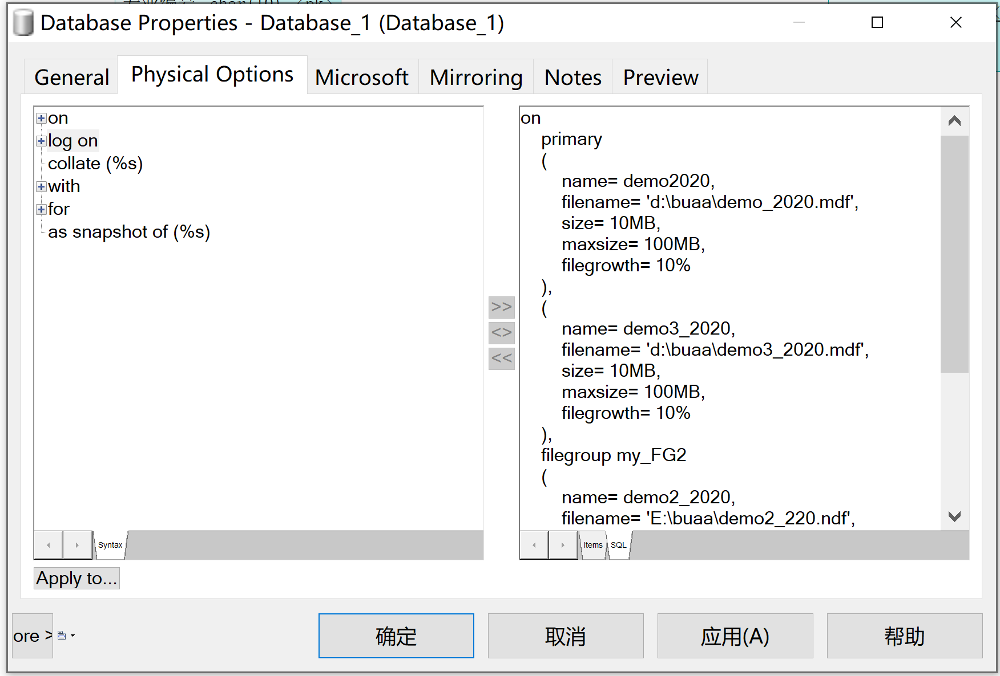 Database Properties - Database_1 (Database_1)
General
Physical Options
Microsoft
Mirroring
Notes
Preview
on
log on
collate (%s)
with
for
as snapshot of (%s)
Syntax
>>
<>
<<
on
primary
(
name= demo2020,
filename= 'd:\buaa\demo_2020.mdf',
size= 10MB,
maxsize= 100MB,
filegrowth= 10%
),
(
name= demo3_2020,
filename= 'd:\buaa\demo3_2020.mdf',
size= 10MB,
maxsize= 100MB,
filegrowth= 10%
),
filegroup my_FG2
(
name= demo2_2020,
filename= 'E:\buaa\demo2_220.ndf',
Items
SQL
Apply to...
ore >
确定
取消
应用(A)
帮助